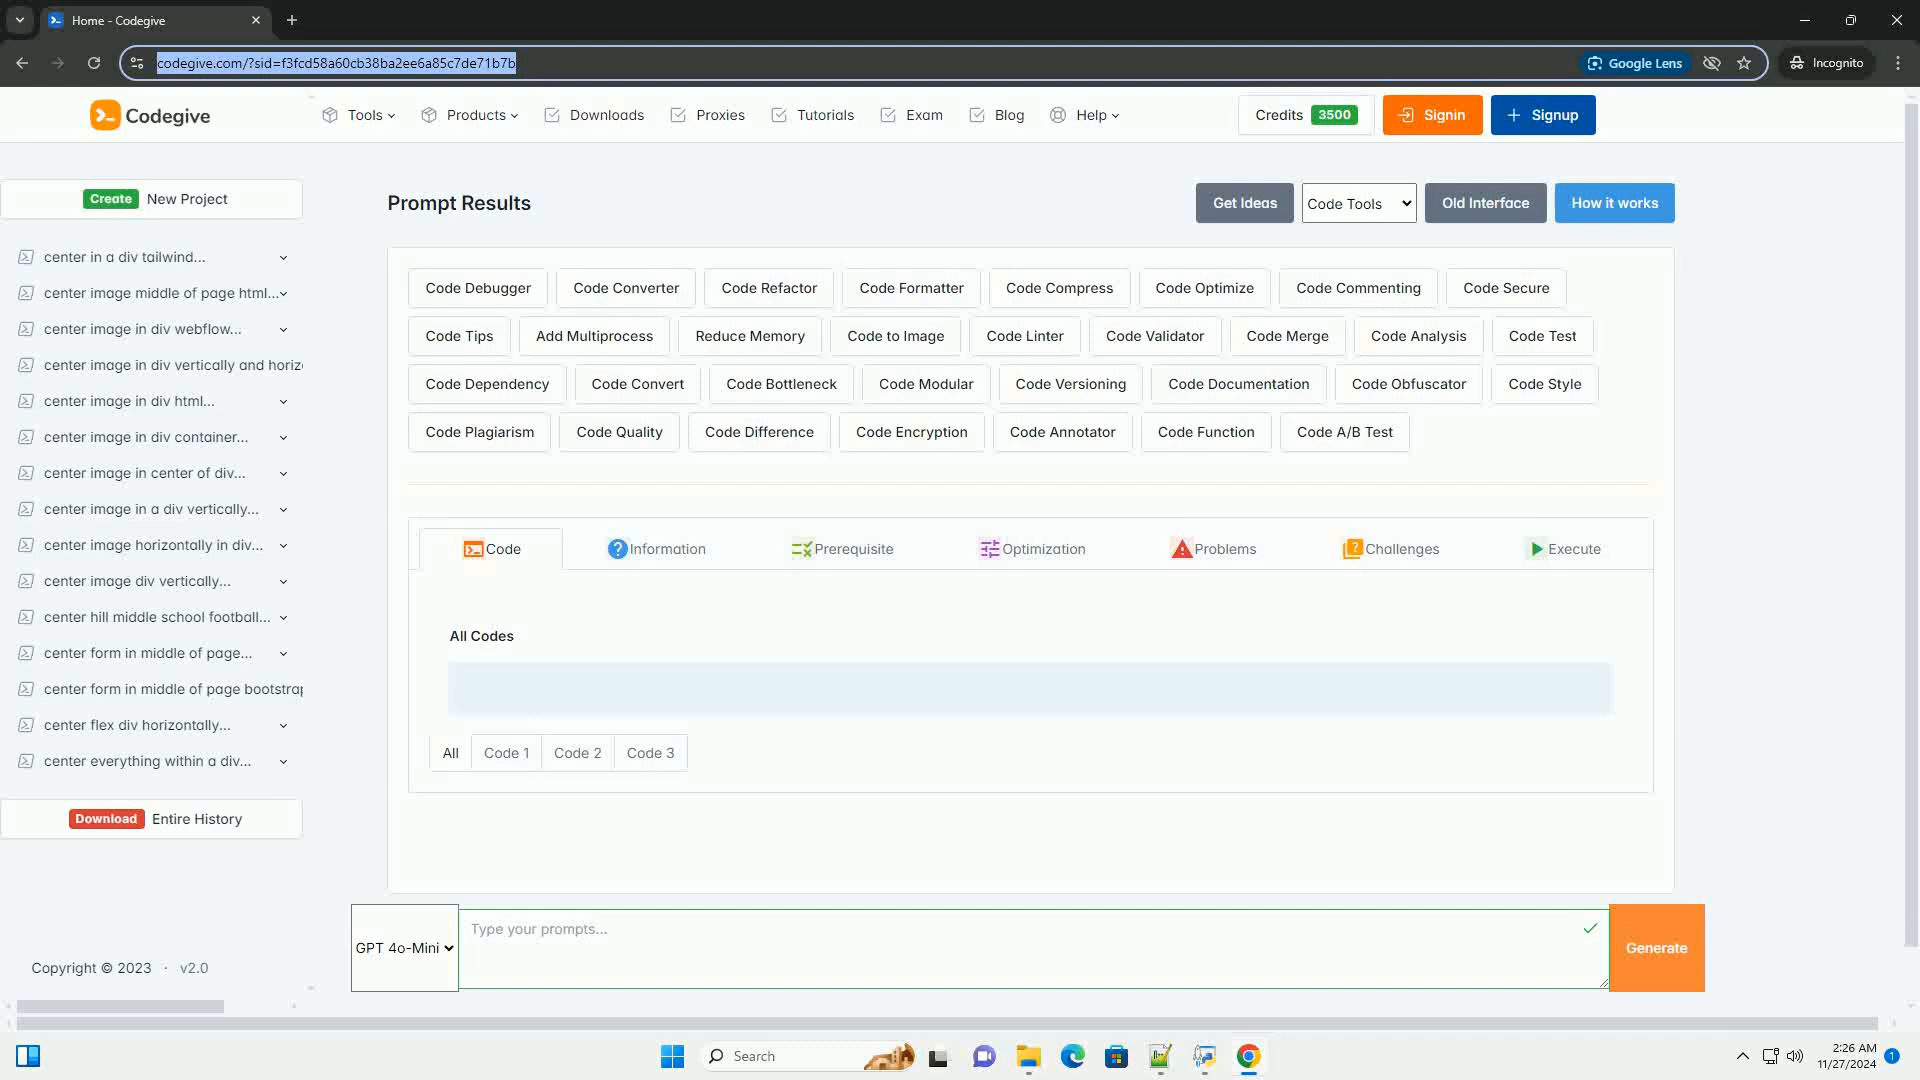 Home - Codegive
codegive.com/?sid=f3fcd58a60cb38ba2ee6a85c7de71b7b
Google Lens
Incognito
Codegive
Tools
Products
Downloads
Proxies
Tutorials
Exam
Blog
Help
Credits 3500
Signin
Signup
Create New Project
Prompt Results
Get Ideas
Code Tools
Old Interface
How it works
center in a div tailwind...
center image middle of page html...
center image in div webflow...
center image in div vertically and horizo
center image in div html...
center image in div container...
center image in center of div...
center image in a div vertically...
center image horizontally in div...
center image div vertically...
center hill middle school football...
center form in middle of page...
center form in middle of page bootstrap
center flex div horizontally...
center everything within a div...
Download Entire History
Copyright © 2023 · v2.0
Code Debugger
Code Converter
Code Refactor
Code Formatter
Code Compress
Code Optimize
Code Commenting
Code Secure
Code Tips
Add Multiprocess
Reduce Memory
Code to Image
Code Linter
Code Validator
Code Merge
Code Analysis
Code Test
Code Dependency
Code Convert
Code Bottleneck
Code Modular
Code Versioning
Code Documentation
Code Obfuscator
Code Style
Code Plagiarism
Code Quality
Code Difference
Code Encryption
Code Annotator
Code Function
Code A/B Test
Code
Information
Prerequisite
Optimization
Problems
Challenges
Execute
All Codes
All
Code 1
Code 2
Code 3
GPT 4o-Mini
Type your prompts...
Generate
Search
2:26 AM
11/27/2024
1